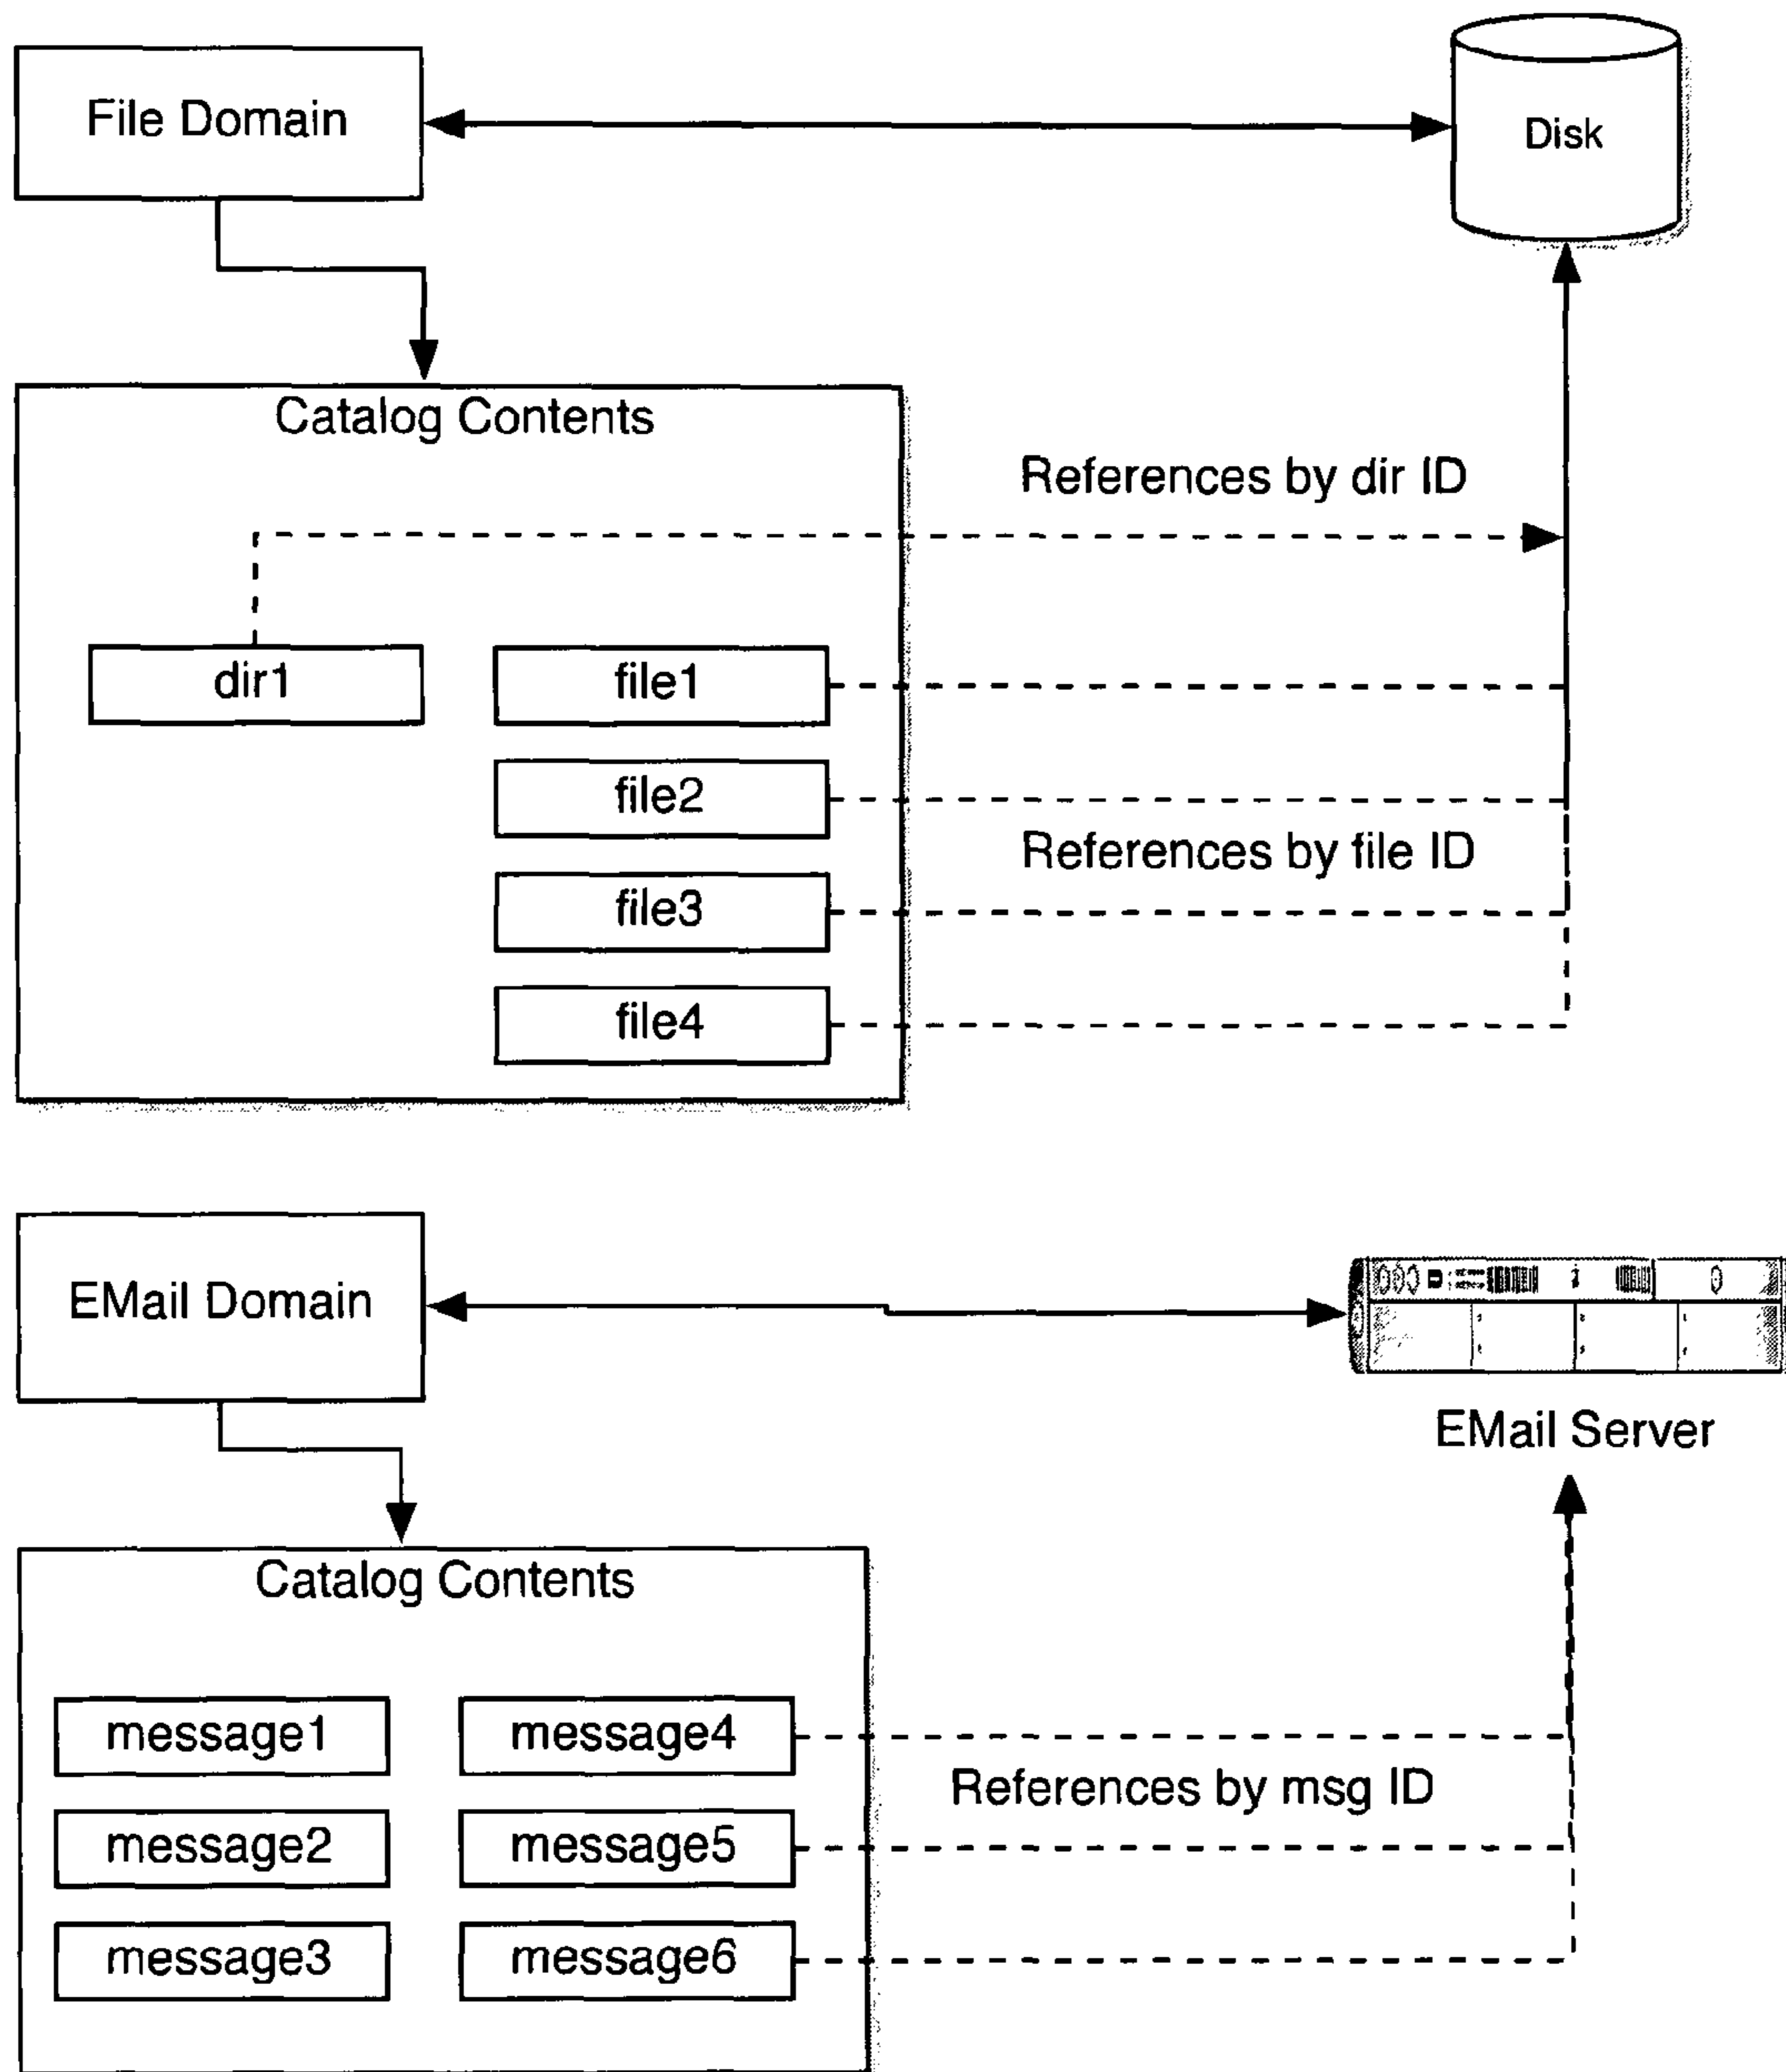 File Domain
Disk
Catalog Contents
References by dir ID
dir1
file1
file2
References by file ID
file3
file4
EMail Domain
EMail Server
Catalog Contents
message1
message4
References by msg ID
message2
message5
message3
message6